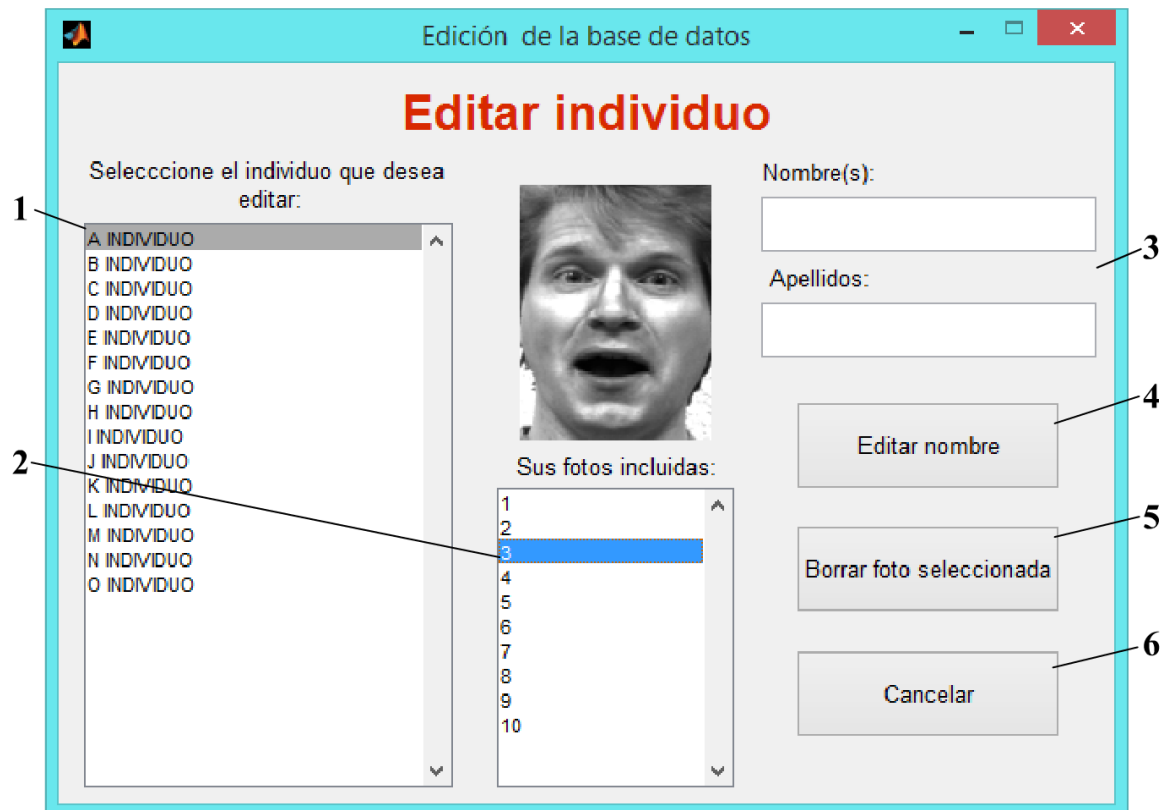 Edición de la base de datos
Editar individuo
Selecccione el individuo que desea
editar:
1
A INDIVIDUO
B INDIVIDUO
C INDIVIDUO
D INDIVIDUO
E INDIVIDUO
F INDIVIDUO
G INDIVIDUO
H INDIVIDUO
I INDIVIDUO
J INDIVIDUO
K INDIVIDUO
L INDIVIDUO
M INDIVIDUO
N INDIVIDUO
O INDIVIDUO
2
Sus fotos incluidas:
1
2
3
4
5
6
7
8
9
10
Nombre(s):
3
Apellidos:
4
Editar nombre
5
Borrar foto seleccionada
6
Cancelar